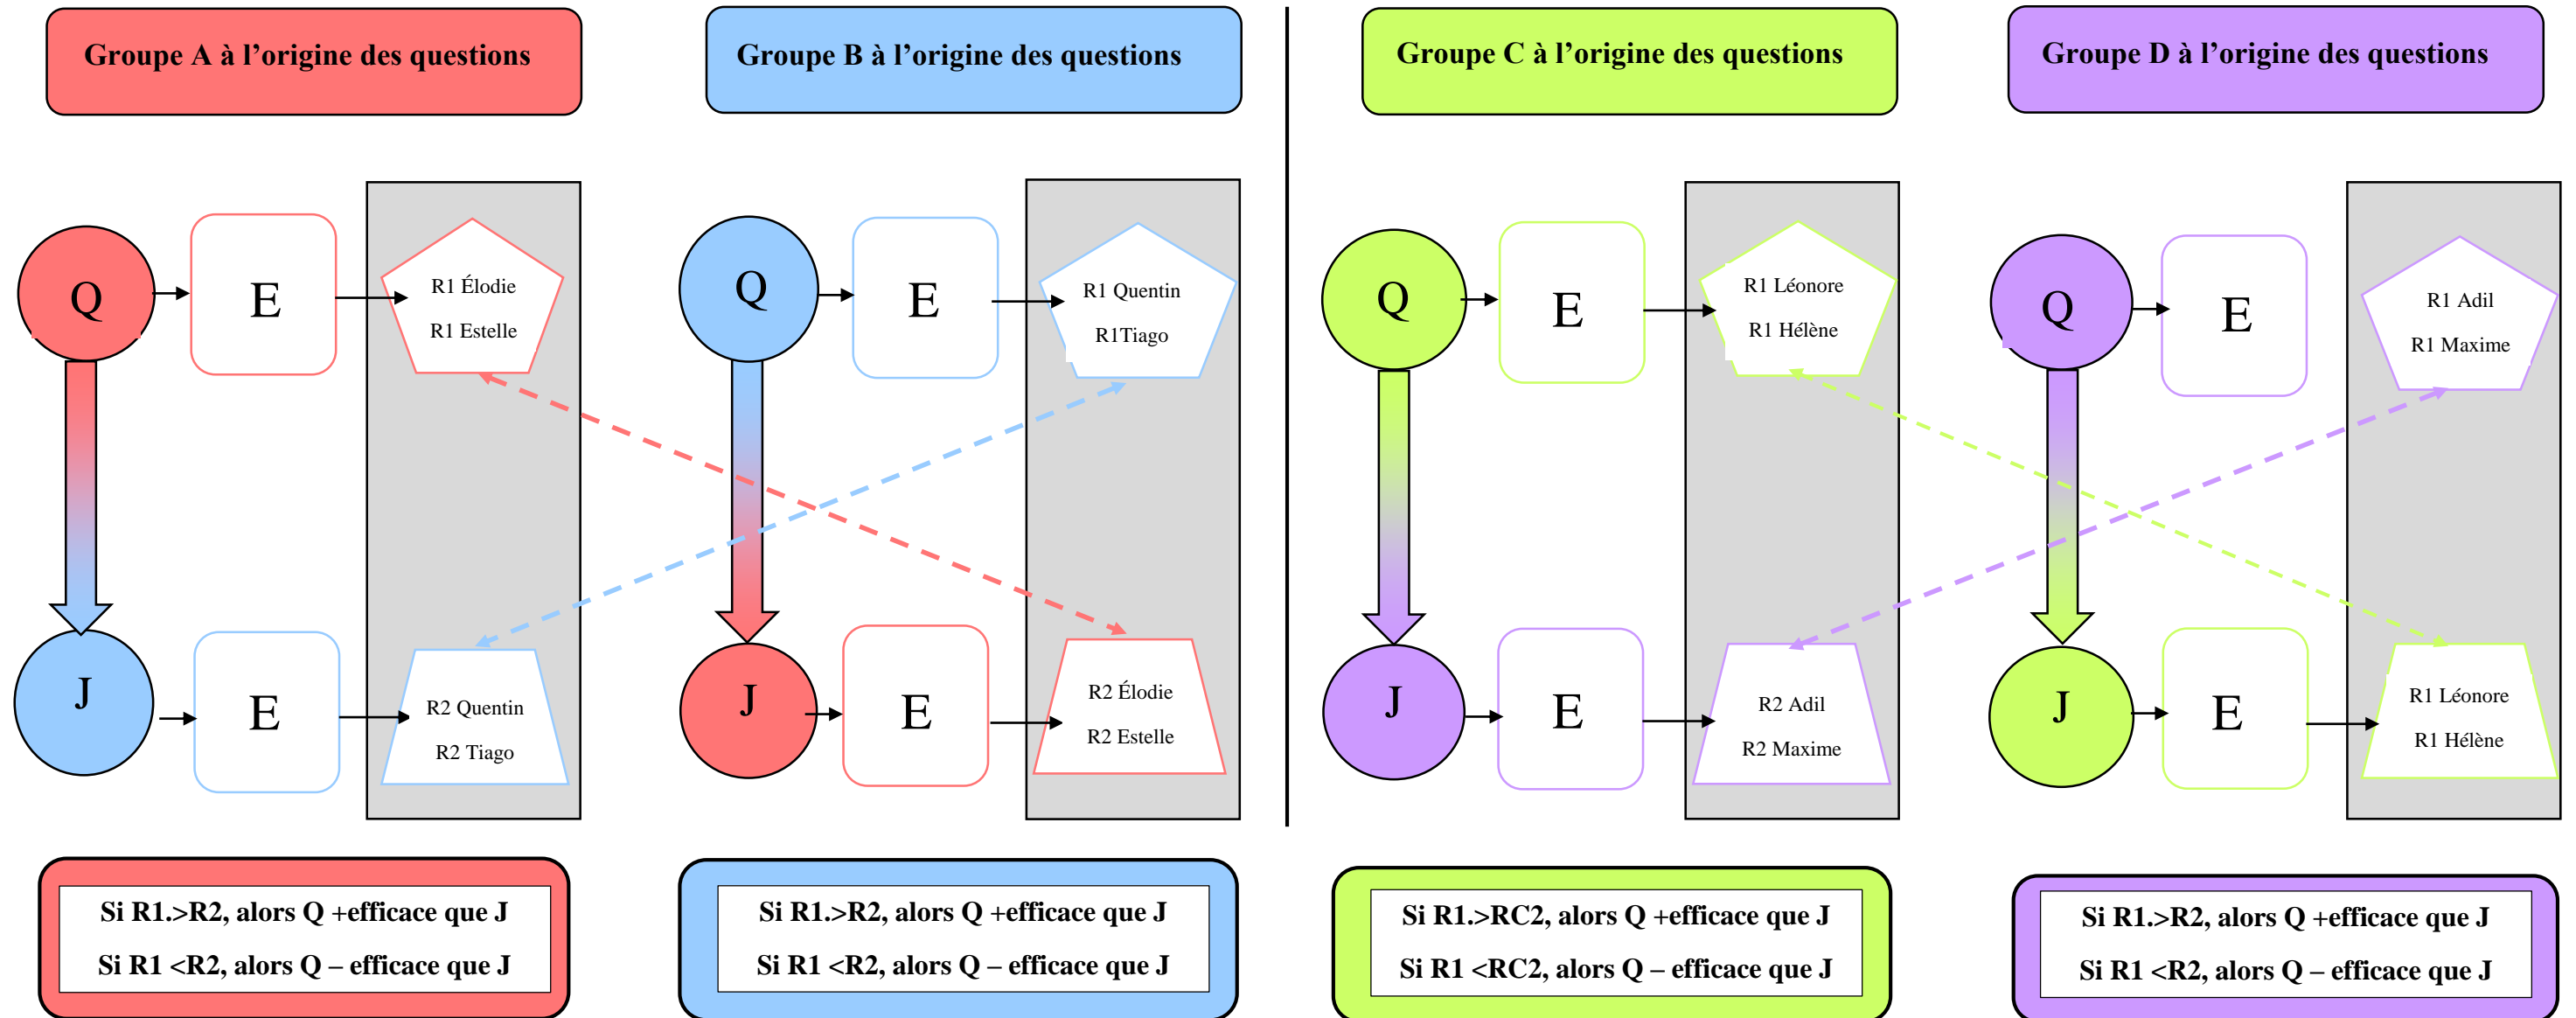 Groupe A à l’origine des questions
Groupe B à l’origine des questions
Groupe C à l’origine des questions
Groupe D à l’origine des questions
Q
E
R1 Élodie
R1 Estelle
Q
E
R1 Quentin
R1Tiago
Q
E
R1 Léonore
R1 Hélène
Q
E
R1 Adil
R1 Maxime
J
E
R2 Quentin
R2 Tiago
J
E
R2 Élodie
R2 Estelle
J
E
R2 Adil
R2 Maxime
J
E
R1 Léonore
R1 Hélène
Si R1.>R2, alors Q +efficace que J
Si R1 <R2, alors Q – efficace que J
Si R1.>R2, alors Q +efficace que J
Si R1 <R2, alors Q – efficace que J
Si R1.>RC2, alors Q +efficace que J
Si R1 <RC2, alors Q – efficace que J
Si R1.>R2, alors Q +efficace que J
Si R1 <R2, alors Q – efficace que J